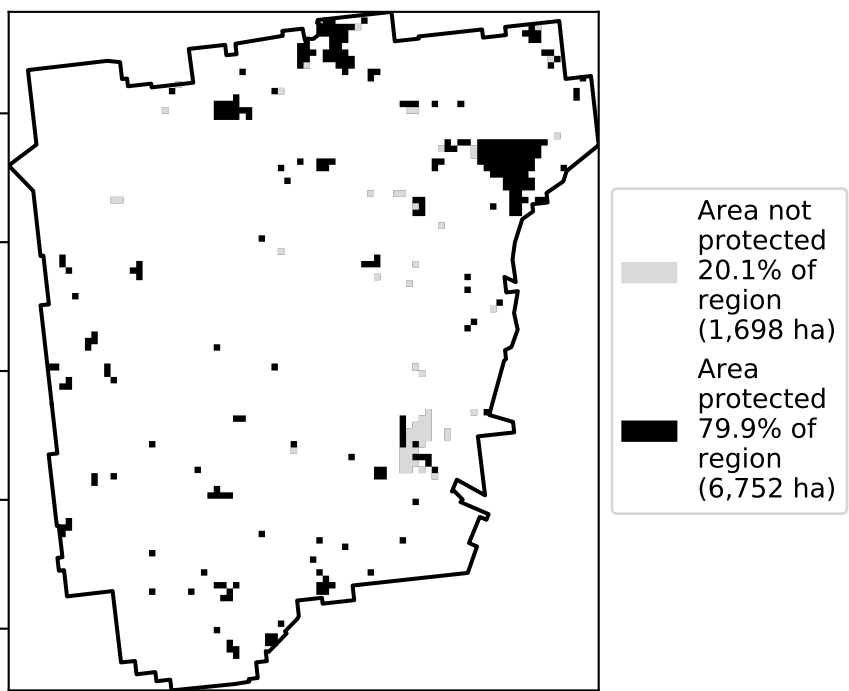 Area not
protected
20.1% of
region
(1,698 ha)
Area
protected
79.9% of
region
(6,752 ha)